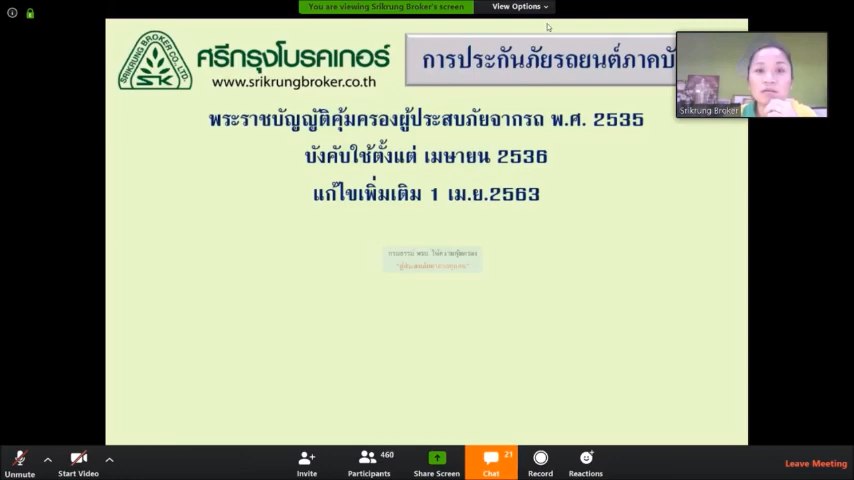 You are viewing Srikrung Broker's screen
View Options
SRIKRUNG BROKER CO.,LTD.
SK
ศรีกรุงโบรคเกอร์
www.srikrungbroker.co.th
การประกันภัยรถยนต์ภาคบั
Srikrung Broker
พระราชบัญญัติคุ้มครองผู้ประสบภัยจากรถ พ.ศ. 2535
บังคับใช้ตั้งแต่ เมษายน 2536
แก้ไขเพิ่มเติม 1 เม.ย.2563
460
21
Unmute
Start Video
Invite
Participants
Share Screen
Chat
Record
Reactions
Leave Meeting